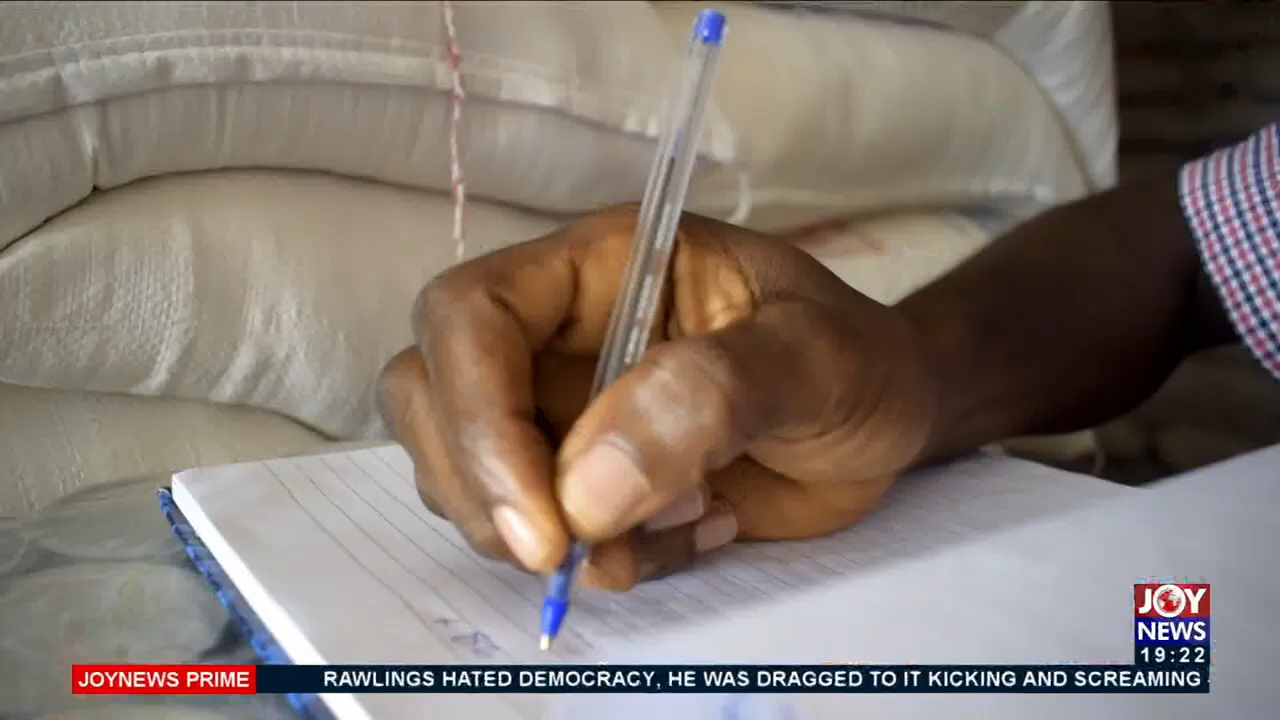 JOY
NEWS
19:22
JOYNEWS PRIME
RAWLINGS HATED DEMOCRACY, HE WAS DRAGGED TO IT KICKING AND SCREAMING